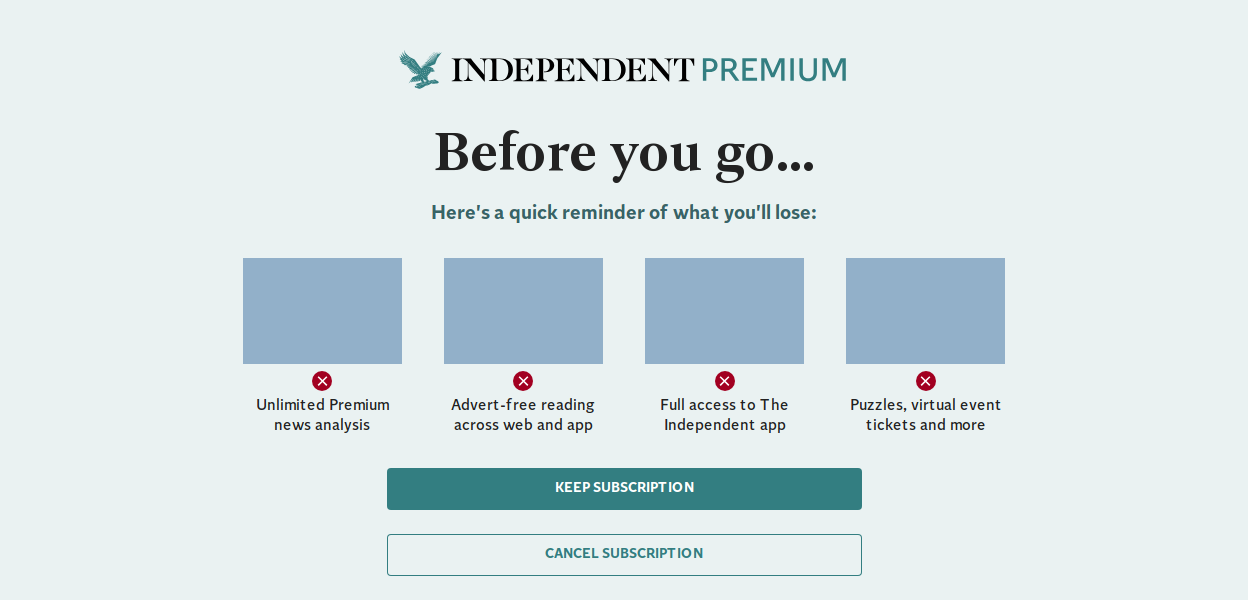 INDEPENDENT PREMIUM
Before you go...
Here's a quick reminder of what you'll lose:
Unlimited Premium
news analysis
Advert-free reading
across web and app
Full access to The
Independent app
Puzzles, virtual event
tickets and more
KEEP SUBSCRIPTION
CANCEL SUBSCRIPTION